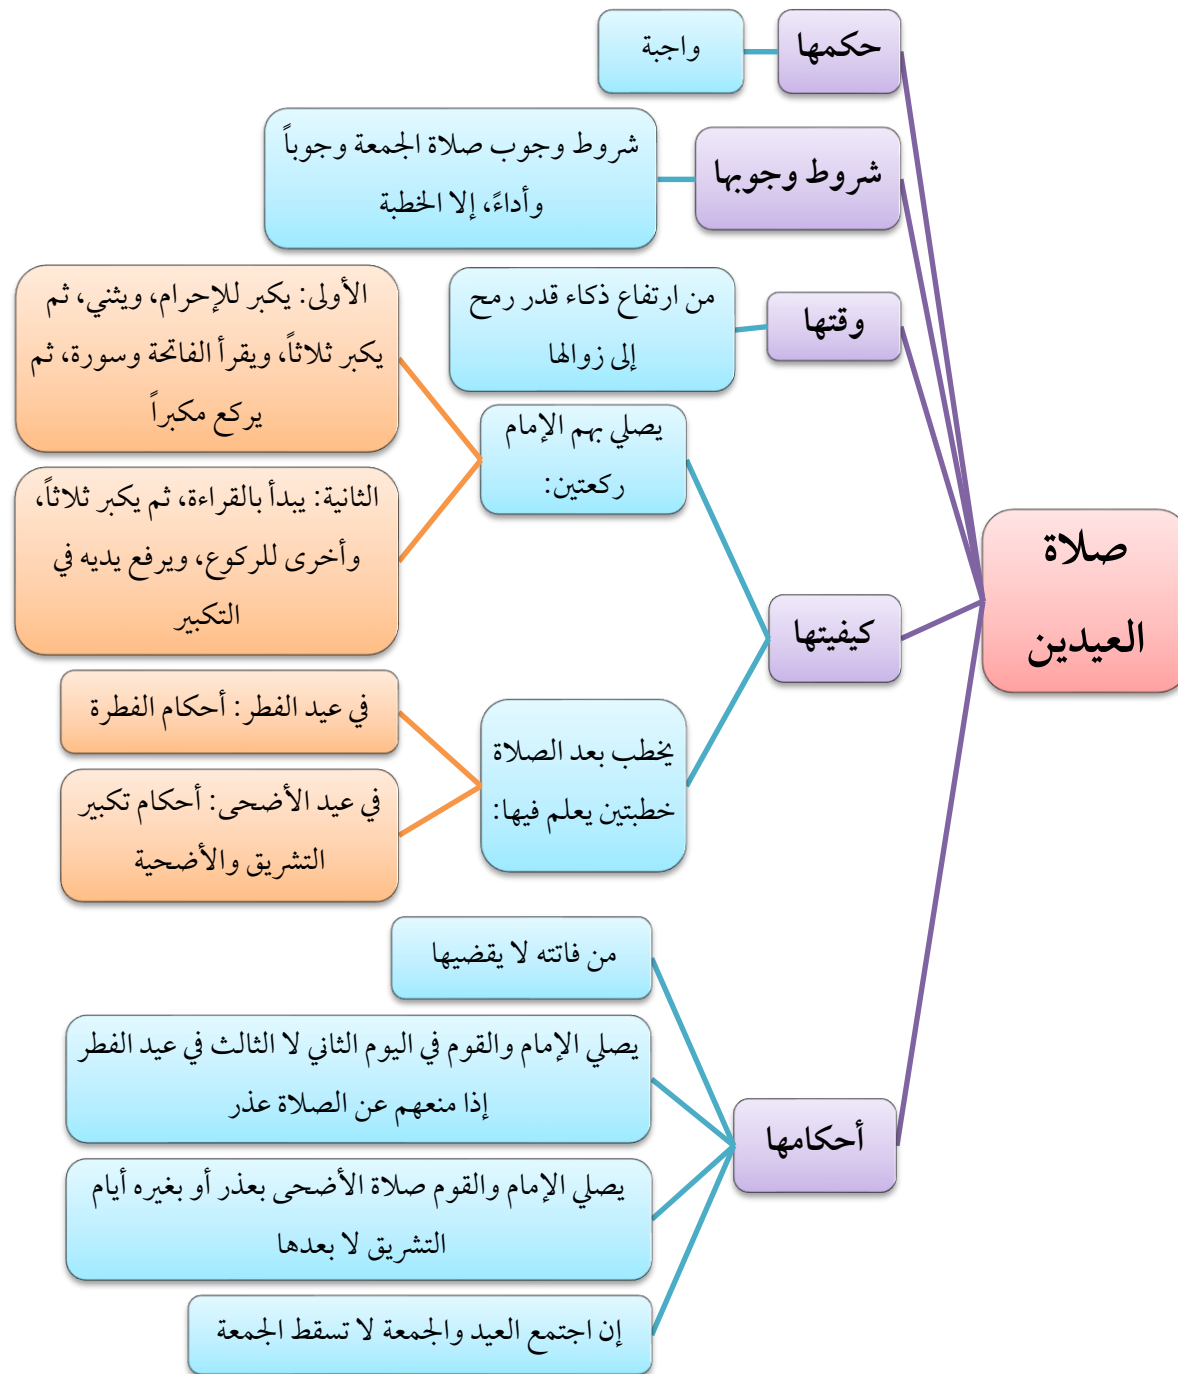 صلاة
العيدين
حكمها
واجبة
شروط وجوبها
شروط وجوب صلاة الجمعة وجوباً
وأداءً، إلا الخطبة
وقتها
من ارتفاع ذكاء قدر رمح
إلى زوالها
كيفيتها
يصلي بهم الإمام
ركعتين:
الأولى: يكبر للإحرام، ويثني، ثم
يكبر ثلاثاً، ويقرأ الفاتحة وسورة، ثم
يركع مكبراً
الثانية: يبدأ بالقراءة، ثم يكبر ثلاثاً،
وأخرى للركوع، ويرفع يديه في
التكبير
يخطب بعد الصلاة
خطبتين يعلم فيها:
في عيد الفطر: أحكام الفطرة
في عيد الأضحى: أحكام تكبير
التشريق والأضحية
أحكامها
من فاتته لا يقضيها
يصلي الإمام والقوم في اليوم الثاني لا الثالث في عيد الفطر
إذا منعهم عن الصلاة عذر
يصلي الإمام والقوم صلاة الأضحى بعذر أو بغيره أيام
التشريق لا بعدها
إن اجتمع العيد والجمعة لا تسقط الجمعة